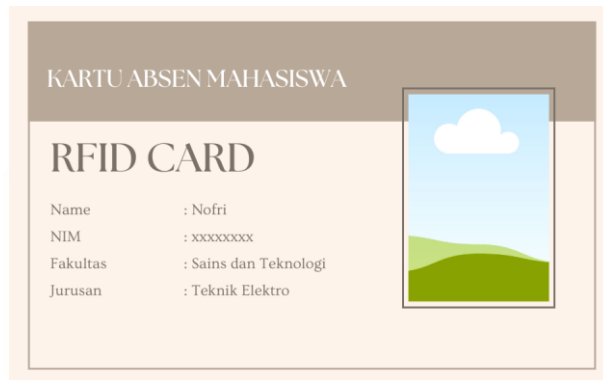 KARTU ABSEN MAHASISWA
RFID CARD
Name : Nofri
NIM : xxxxxxxx
Fakultas : Sains dan Teknologi
Jurusan : Teknik Elektro